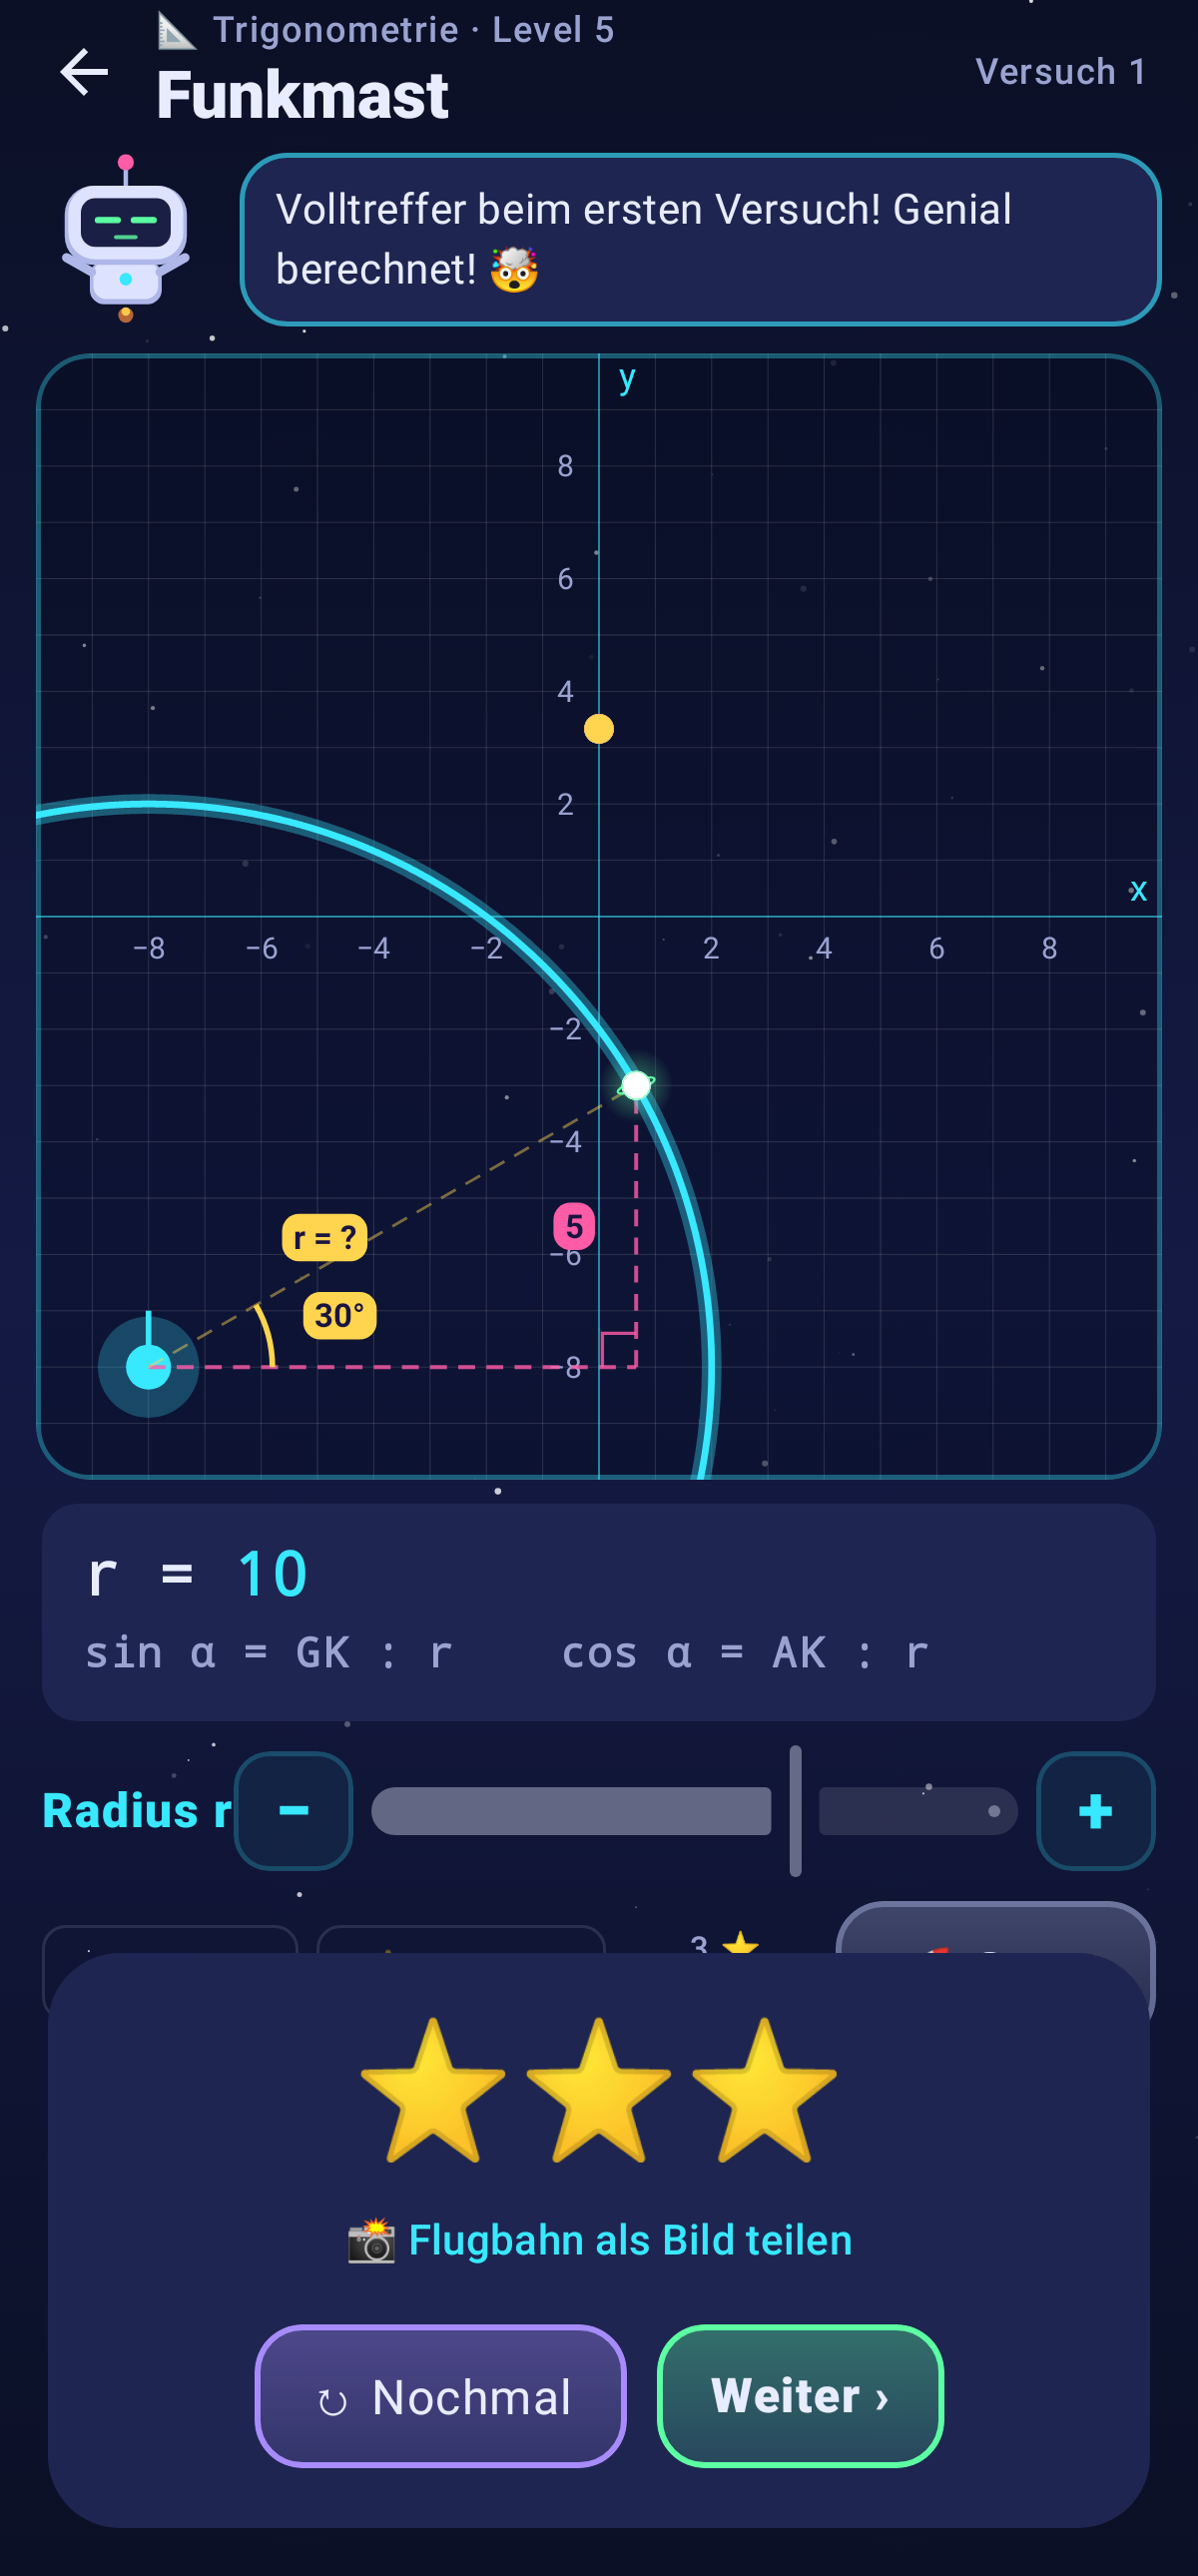 Trigonometrie · Level 5
Funkmast
Versuch 1
Volltreffer beim ersten Versuch! Genial
berechnet! 🤯
y
8
6
4
2
x
−8 −6 −4 −2 2 4 6 8
−2
−4
r = ?
5
−6
30°
−8
r = 10
sin α = GK : r cos α = AK : r
Radius r − +
3 ⭐
📸 Flugbahn als Bild teilen
↻ Nochmal
Weiter ›